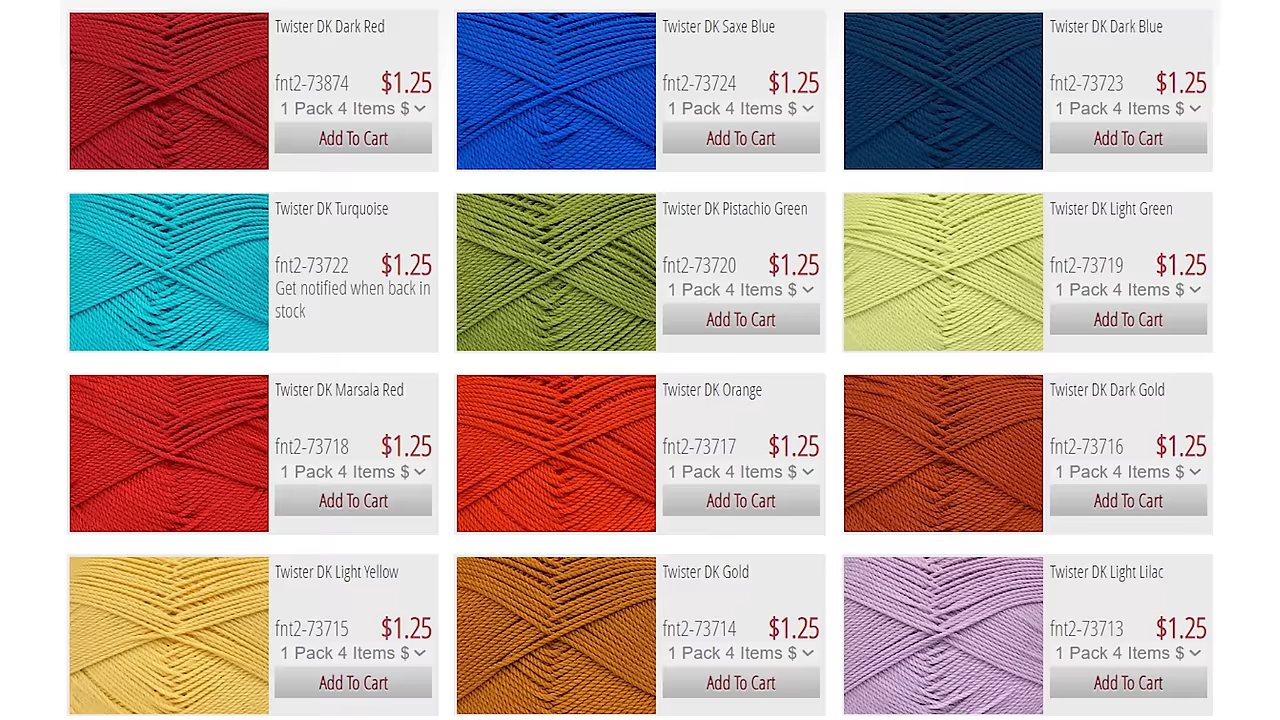 Twister DK Dark Red
fnt2-73874 $1.25
1 Pack 4 Items $
Add To Cart
Twister DK Saxe Blue
fnt2-73724 $1.25
1 Pack 4 Items $
Add To Cart
Twister DK Dark Blue
fnt2-73723 $1.25
1 Pack 4 Items $
Add To Cart
Twister DK Turquoise
fnt2-73722 $1.25
Get notified when back in
stock
Twister DK Pistachio Green
fnt2-73720 $1.25
1 Pack 4 Items $
Add To Cart
Twister DK Light Green
fnt2-73719 $1.25
1 Pack 4 Items $
Add To Cart
Twister DK Marsala Red
fnt2-73718 $1.25
1 Pack 4 Items $
Add To Cart
Twister DK Orange
fnt2-73717 $1.25
1 Pack 4 Items $
Add To Cart
Twister DK Dark Gold
fnt2-73716 $1.25
1 Pack 4 Items $
Add To Cart
Twister DK Light Yellow
fnt2-73715 $1.25
1 Pack 4 Items $
Add To Cart
Twister DK Gold
fnt2-73714 $1.25
1 Pack 4 Items $
Add To Cart
Twister DK Light Lilac
fnt2-73713 $1.25
1 Pack 4 Items $
Add To Cart